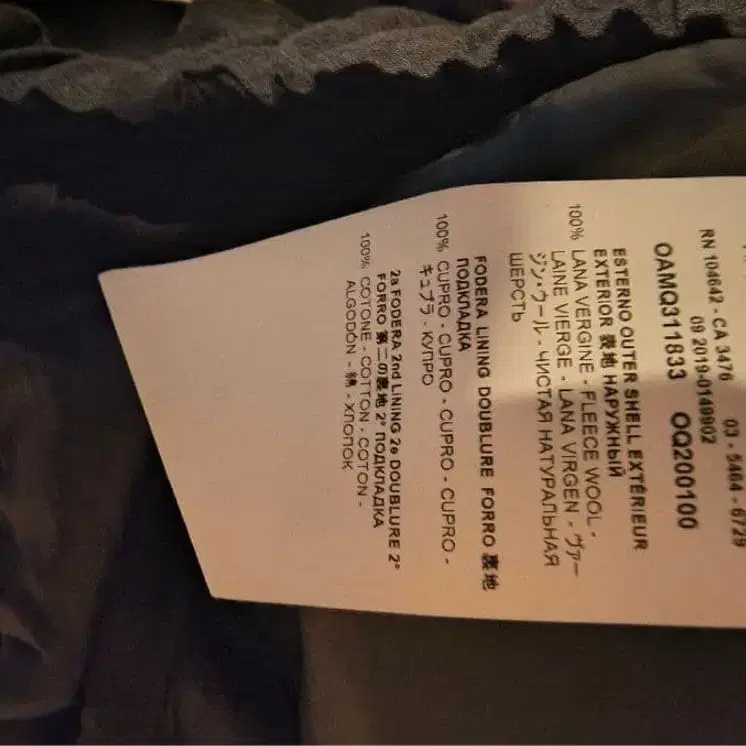 03 - 5464 - 6729
RN 104642 - CA 3476
09 2019-0149902
OAMQ311833 OQ200100
ESTERNO OUTER SHELL EXTÉRIEUR
EXTERIOR 表地 НАРУЖНЫЙ
100% LANA VERGINE - FLEECE WOOL -
LAINE VIERGE - LANA VIRGEN - ヴァー
ジン・ウール - ЧИСТАЯ НАТУРАЛЬНАЯ
ШЕРСТЬ
FODERA LINING DOUBLURE FORRO 裏地
ПОДКЛАДКА
100% CUPRO - CUPRO - CUPRO - CUPRO -
キュプラ - КУПРО
2a FODERA 2nd LINING 2e DOUBLURE 2°
FORRO 第二の裏地 2° ПОДКЛАДКА
100% COTONE - COTTON - COTON -
ALGODÓN - 綿 - ХЛОПОК